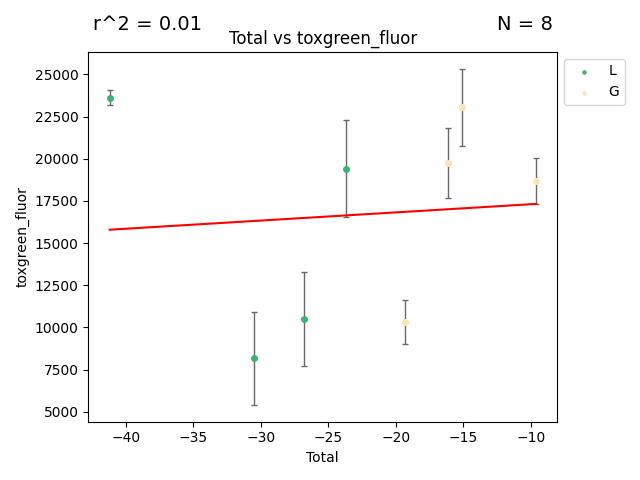 r^2 = 0.01
N = 8
Total vs toxgreen_fluor
L
G
25000
22500
20000
17500
15000
12500
10000
7500
5000
toxgreen_fluor
−40
−35
−30
−25
−20
−15
−10
Total